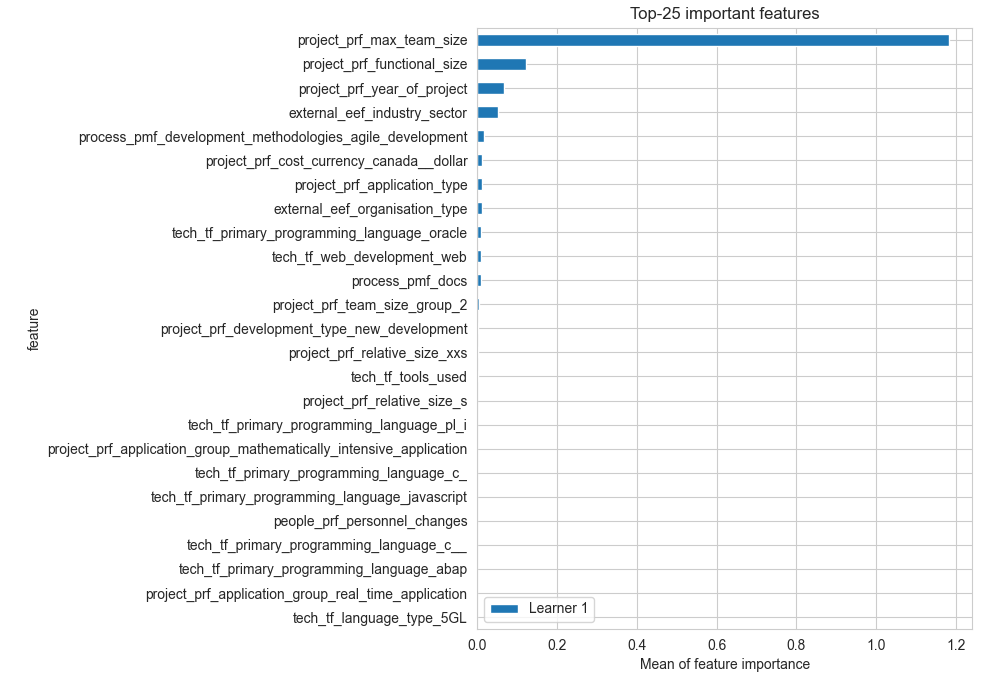 Top-25 important features
project_prf_max_team_size
project_prf_functional_size
project_prf_year_of_project
external_eef_industry_sector
process_pmf_development_methodologies_agile_development
project_prf_cost_currency_canada__dollar
project_prf_application_type
external_eef_organisation_type
tech_tf_primary_programming_language_oracle
tech_tf_web_development_web
process_pmf_docs
project_prf_team_size_group_2
project_prf_development_type_new_development
project_prf_relative_size_xxs
tech_tf_tools_used
project_prf_relative_size_s
tech_tf_primary_programming_language_pl_i
project_prf_application_group_mathematically_intensive_application
tech_tf_primary_programming_language_c_
tech_tf_primary_programming_language_javascript
people_prf_personnel_changes
tech_tf_primary_programming_language_c__
tech_tf_primary_programming_language_abap
project_prf_application_group_real_time_application
tech_tf_language_type_5GL
feature
Learner 1
0.0 0.2 0.4 0.6 0.8 1.0 1.2
Mean of feature importance